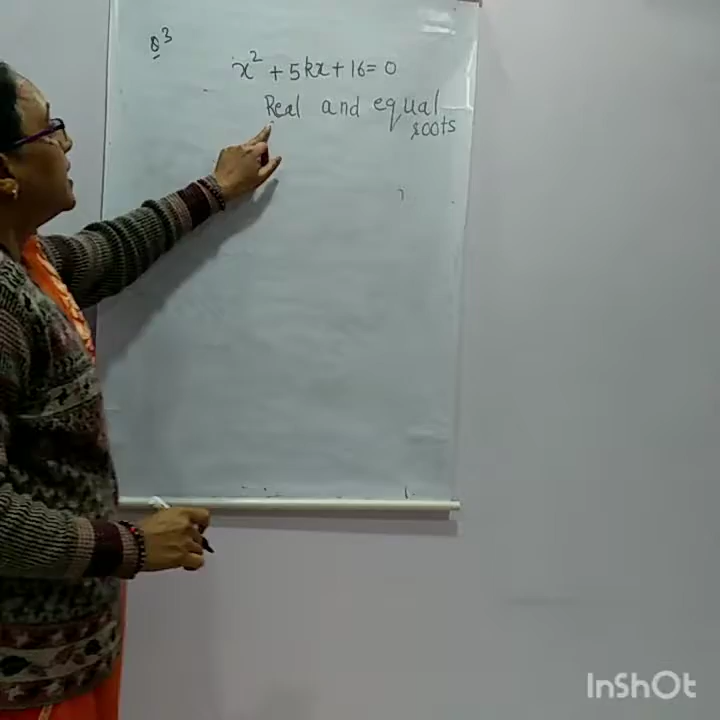 Q3
x² + 5kx + 16 = 0
Real and equal
roots
InShOt